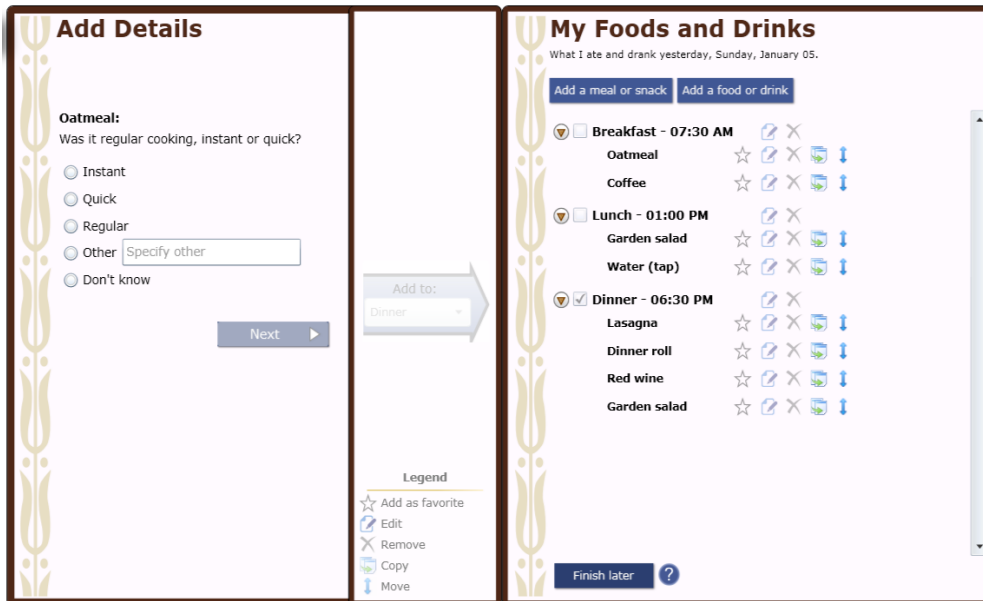 Add Details
Oatmeal:
Was it regular cooking, instant or quick?
Instant
Quick
Regular
Other Specify other
Don't know
Next
Add to:
Dinner
Legend
Add as favorite
Edit
Remove
Copy
Move
My Foods and Drinks
What I ate and drank yesterday, Sunday, January 05.
Add a meal or snack Add a food or drink
Breakfast - 07:30 AM
Oatmeal
Coffee
Lunch - 01:00 PM
Garden salad
Water (tap)
Dinner - 06:30 PM
Lasagna
Dinner roll
Red wine
Garden salad
Finish later ?